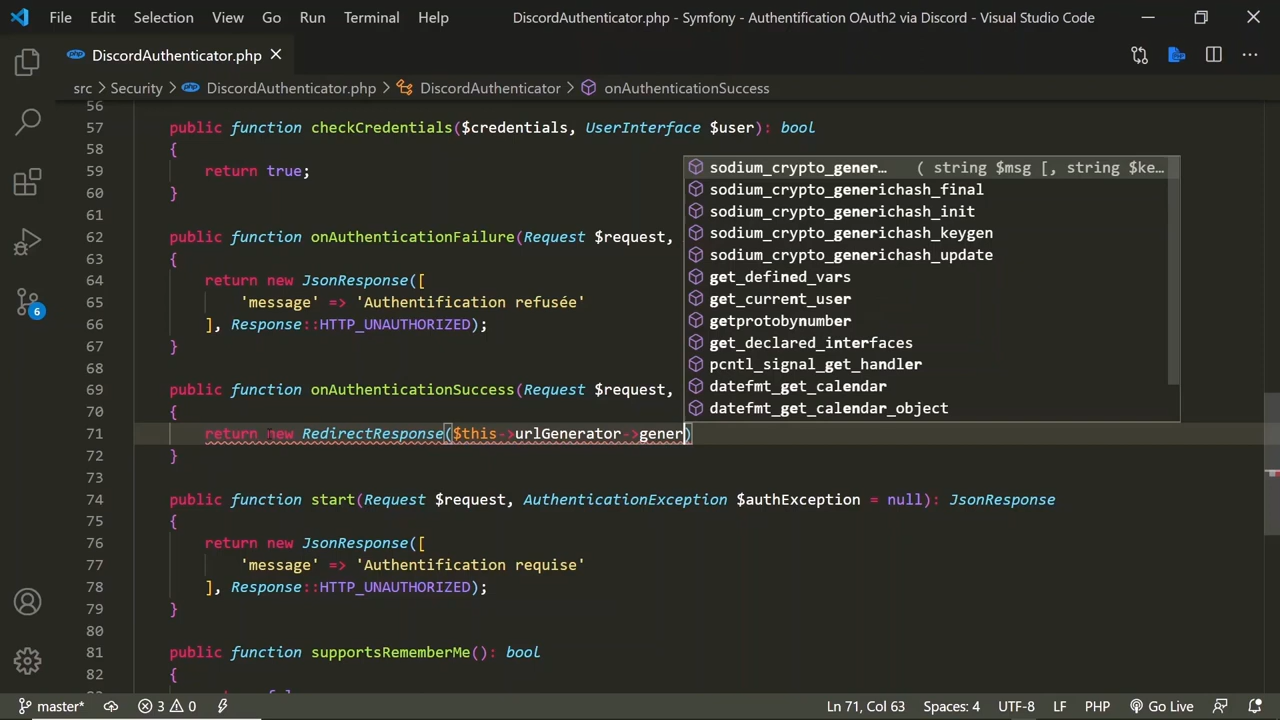 File Edit Selection View Go Run Terminal Help DiscordAuthenticator.php - Symfony - Authentification OAuth2 via Discord - Visual Studio Code
DiscordAuthenticator.php
src > Security > DiscordAuthenticator.php > DiscordAuthenticator > onAuthenticationSuccess
56
57 public function checkCredentials($credentials, UserInterface $user): bool
58 {
59 return true;
60 }
61
62 public function onAuthenticationFailure(Request $request,
63 {
64 return new JsonResponse([
65 'message' => 'Authentification refusée'
66 ], Response::HTTP_UNAUTHORIZED);
67 }
68
69 public function onAuthenticationSuccess(Request $request,
70 {
71 return new RedirectResponse($this->urlGenerator->gener)
72 }
73
74 public function start(Request $request, AuthenticationException $authException = null): JsonResponse
75 {
76 return new JsonResponse([
77 'message' => 'Authentification requise'
78 ], Response::HTTP_UNAUTHORIZED);
79 }
80
81 public function supportsRememberMe(): bool
82 {
sodium_crypto_gener… ( string $msg [, string $ke…
sodium_crypto_generichash_final
sodium_crypto_generichash_init
sodium_crypto_generichash_keygen
sodium_crypto_generichash_update
get_defined_vars
get_current_user
getprotobynumber
get_declared_interfaces
pcntl_signal_get_handler
datefmt_get_calendar
datefmt_get_calendar_object
6
master* 3 0 Ln 71, Col 63 Spaces: 4 UTF-8 LF PHP Go Live